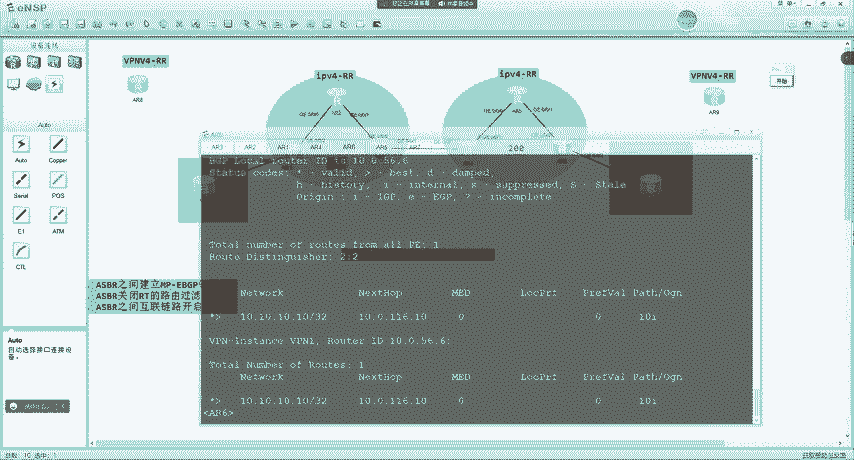 eNSP
VPNV4-RR
AR8
ipv4-RR
AR2
ipv4-RR
AR5
VPNV4-RR
AR9
设备连线
Auto
Auto
Copper
Serial
POS
E1
ATM
CTL
Auto
自动选择接口连接设备。
ASBR之间建立MP-EBGP
ASBR关闭RT的路由过滤
ASBR之间互联链路开启
200
BGP Local router ID is 10.0.56.6
Status codes: * - valid, > - best, d - damped,
h - history, i - internal, s - suppressed, S - Stale
Origin : i - IGP, e - EGP, ? - incomplete
Total number of routes from all PE: 1
Route Distinguisher: 2:2
Network NextHop MED LocPrf PrefVal Path/Ogn
*> 10.10.10.10/32 10.0.116.10 0 0 10i
VPN-Instance VPN1, Router ID 10.0.56.6:
Total Number of Routes: 1
Network NextHop MED LocPrf PrefVal Path/Ogn
*> 10.10.10.10/32 10.0.116.10 0 0 10i
<AR6>